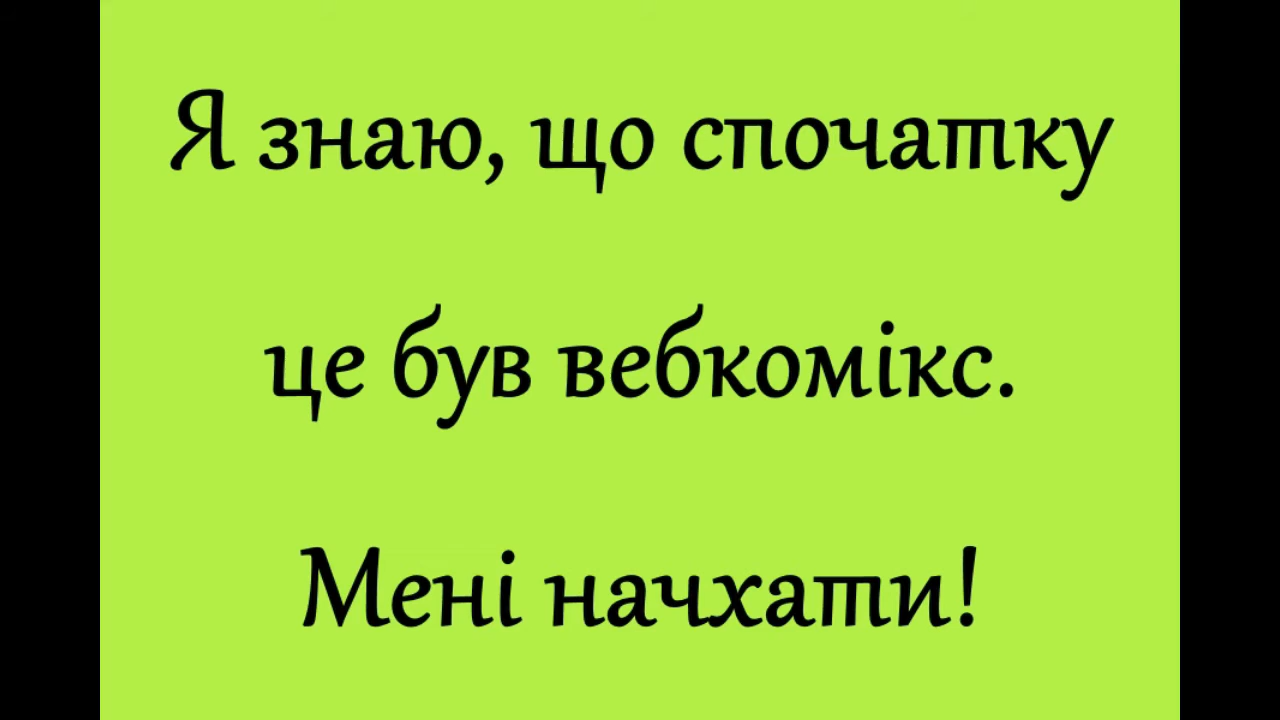 Я знаю, що спочатку
це був вебкомікс.
Мені начхати!